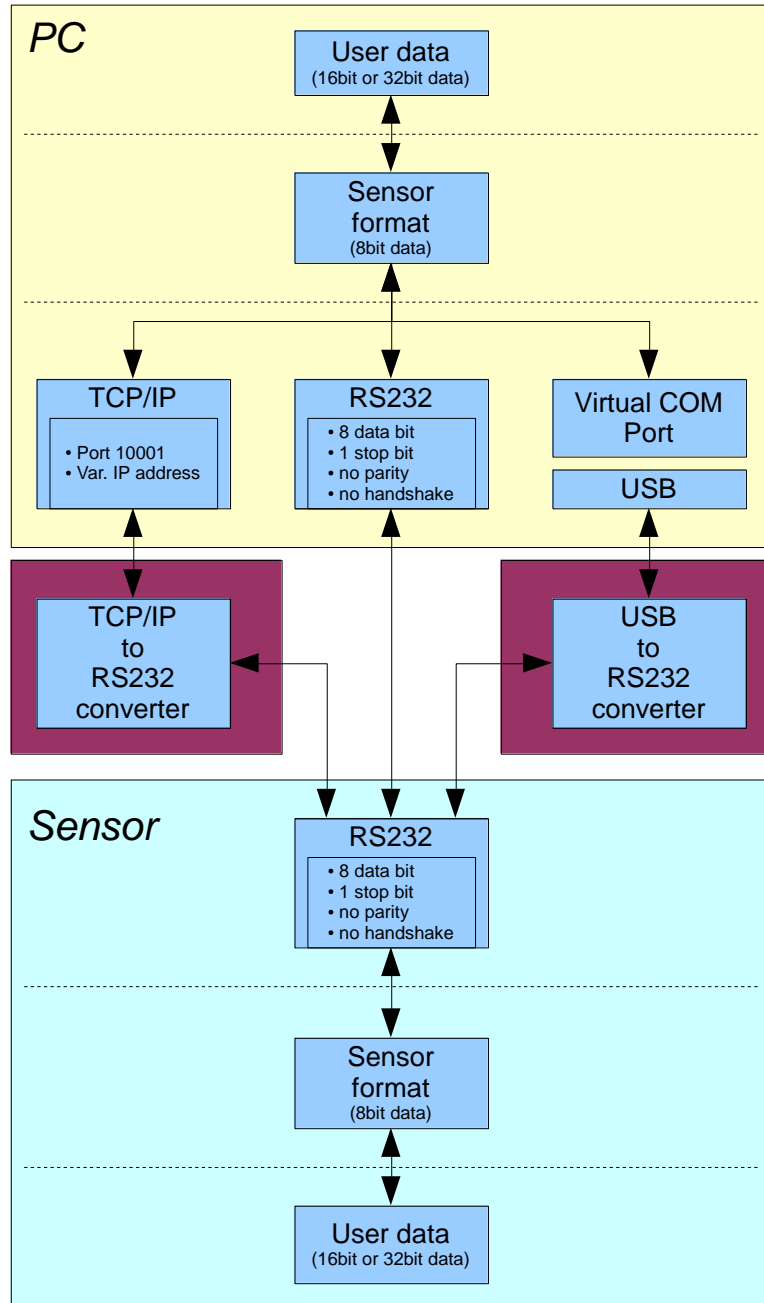 PC
User data
(16bit or 32bit data)
Sensor
format
(8bit data)
TCP/IP
• Port 10001
• Var. IP address
RS232
• 8 data bit
• 1 stop bit
• no parity
• no handshake
Virtual COM
Port
USB
TCP/IP
to
RS232
converter
USB
to
RS232
converter
Sensor
RS232
• 8 data bit
• 1 stop bit
• no parity
• no handshake
Sensor
format
(8bit data)
User data
(16bit or 32bit data)